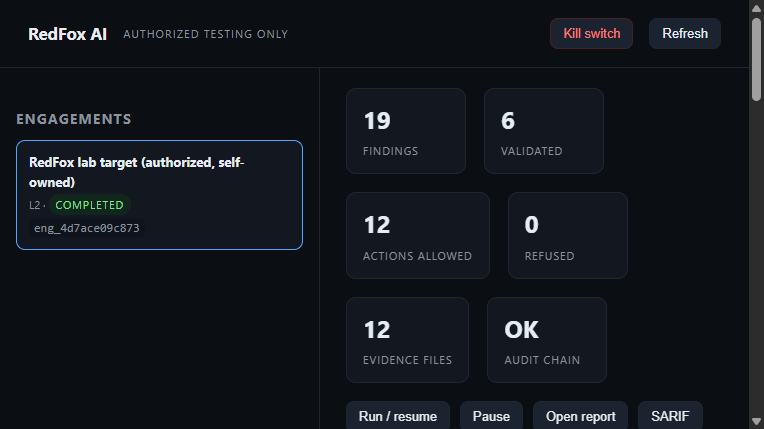 RedFox AI AUTHORIZED TESTING ONLY Kill switch Refresh
ENGAGEMENTS
RedFox lab target (authorized, self-
owned)
L2 · COMPLETED
eng_4d7ace09c873
19
FINDINGS
6
VALIDATED
12
ACTIONS ALLOWED
0
REFUSED
12
EVIDENCE FILES
OK
AUDIT CHAIN
Run / resume Pause Open report SARIF